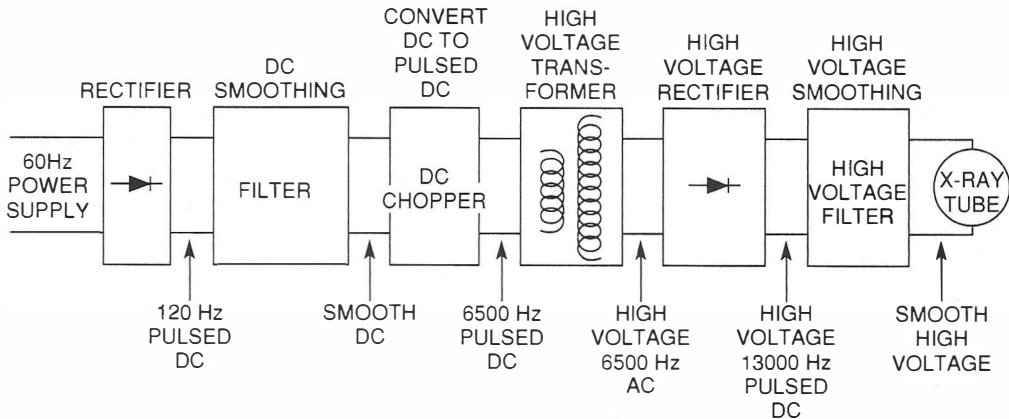 RECTIFIER
DC
SMOOTHING
CONVERT
DC TO
PULSED
DC
HIGH
VOLTAGE
TRANS-
FORMER
HIGH
VOLTAGE
RECTIFIER
HIGH
VOLTAGE
SMOOTHING
60Hz
POWER
SUPPLY
FILTER
DC
CHOPPER
HIGH
VOLTAGE
FILTER
X-RAY
TUBE
120 Hz
PULSED
DC
SMOOTH
DC
6500 Hz
PULSED
DC
HIGH
VOLTAGE
6500 Hz
AC
HIGH
VOLTAGE
13000 Hz
PULSED
DC
SMOOTH
HIGH
VOLTAGE